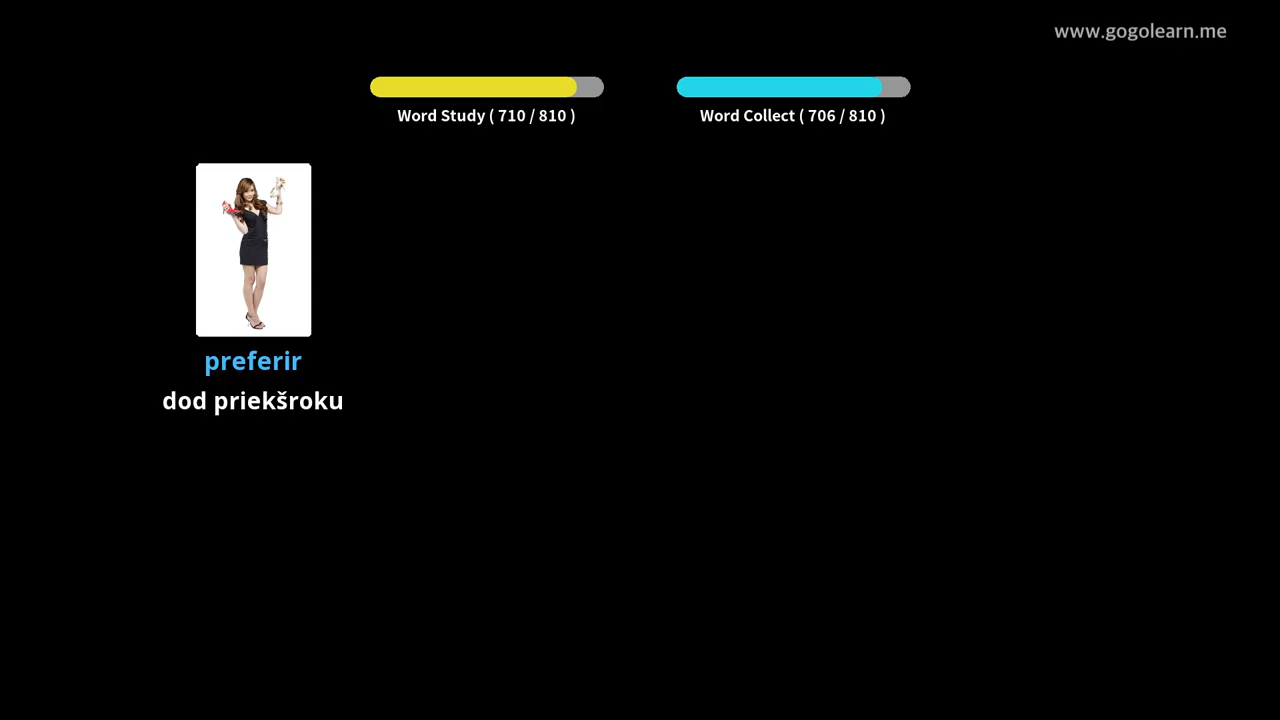 www.gogolearn.me
Word Study ( 710 / 810 )
Word Collect ( 706 / 810 )
preferir
dod priekšroku